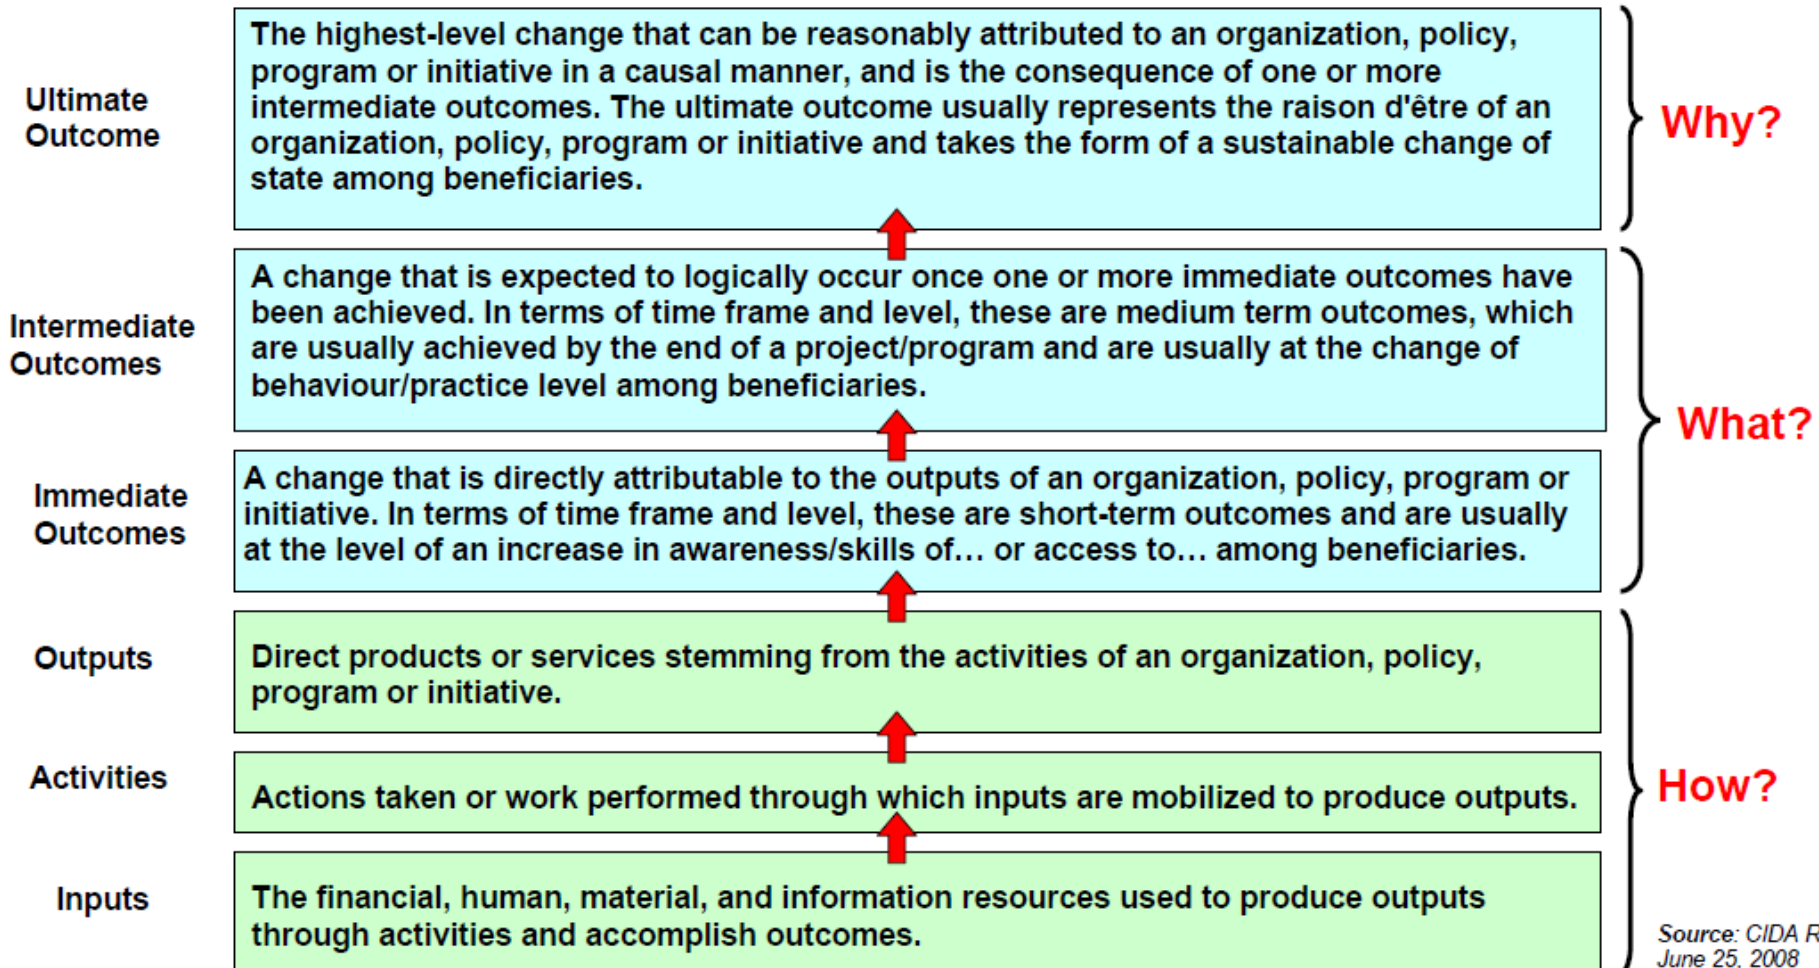 Ultimate
Outcome
The highest-level change that can be reasonably attributed to an organization, policy,
program or initiative in a causal manner, and is the consequence of one or more
intermediate outcomes. The ultimate outcome usually represents the raison d'être of an
organization, policy, program or initiative and takes the form of a sustainable change of
state among beneficiaries.
Why?
Intermediate
Outcomes
A change that is expected to logically occur once one or more immediate outcomes have
been achieved. In terms of time frame and level, these are medium term outcomes, which
are usually achieved by the end of a project/program and are usually at the change of
behaviour/practice level among beneficiaries.
What?
Immediate
Outcomes
A change that is directly attributable to the outputs of an organization, policy, program or
initiative. In terms of time frame and level, these are short-term outcomes and are usually
at the level of an increase in awareness/skills of... or access to... among beneficiaries.
Outputs
Direct products or services stemming from the activities of an organization, policy,
program or initiative.
Activities
Actions taken or work performed through which inputs are mobilized to produce outputs.
How?
Inputs
The financial, human, material, and information resources used to produce outputs
through activities and accomplish outcomes.
Source: CIDA R
June 25, 2008